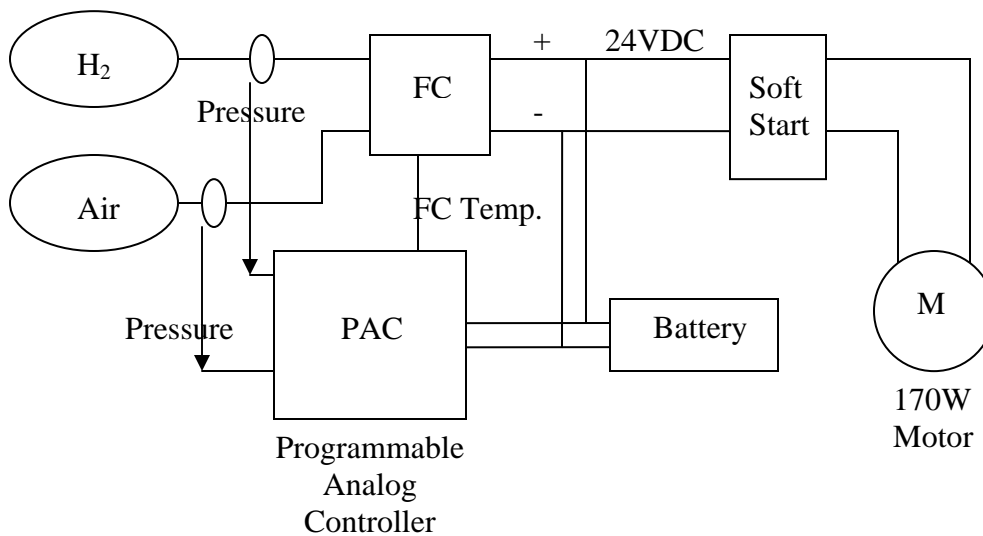 H2
Pressure
FC
+ 24VDC
-
Soft
Start
Air
FC Temp.
Pressure
PAC
Battery
M
170W
Motor
Programmable
Analog
Controller